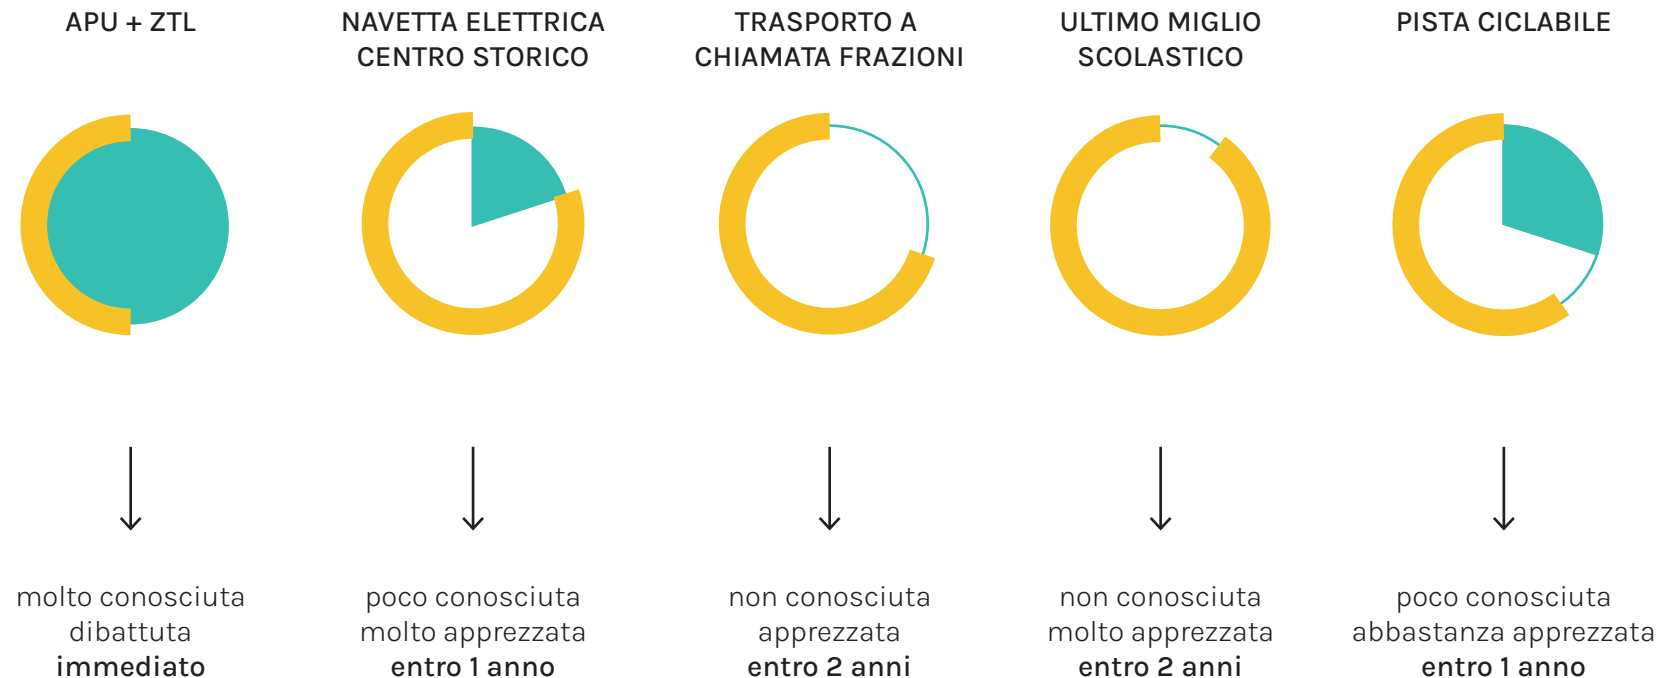 APU + ZTL
molto conosciuta
dibattuta
immediato
NAVETTA ELETTRICA
CENTRO STORICO
poco conosciuta
molto apprezzata
entro 1 anno
TRASPORTO A
CHIAMATA FRAZIONI
non conosciuta
apprezzata
entro 2 anni
ULTIMO MIGLIO
SCOLASTICO
non conosciuta
molto apprezzata
entro 2 anni
PISTA CICLABILE
poco conosciuta
abbastanza apprezzata
entro 1 anno